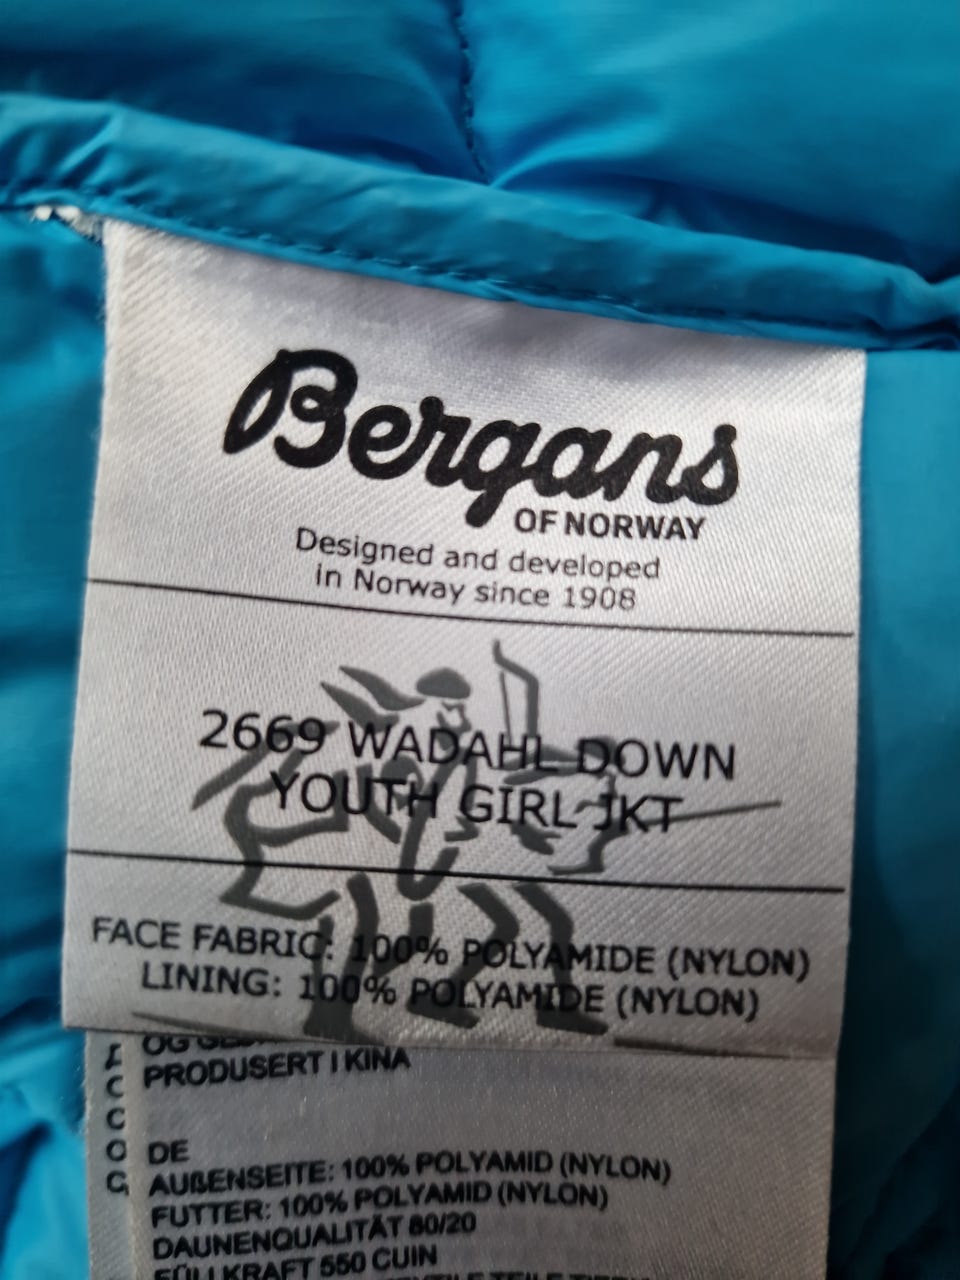 Bergans
OF NORWAY
Designed and developed
in Norway since 1908
2669 WADAHL DOWN
YOUTH GIRL JKT
FACE FABRIC: 100% POLYAMIDE (NYLON)
LINING: 100% POLYAMIDE (NYLON)
OG
PRODUSERT I KINA
DE
AUßENSEITE: 100% POLYAMID (NYLON)
FUTTER: 100% POLYAMID (NYLON)
DAUNENQUALITÄT 80/20
FÜLLKRAFT 550 CUIN